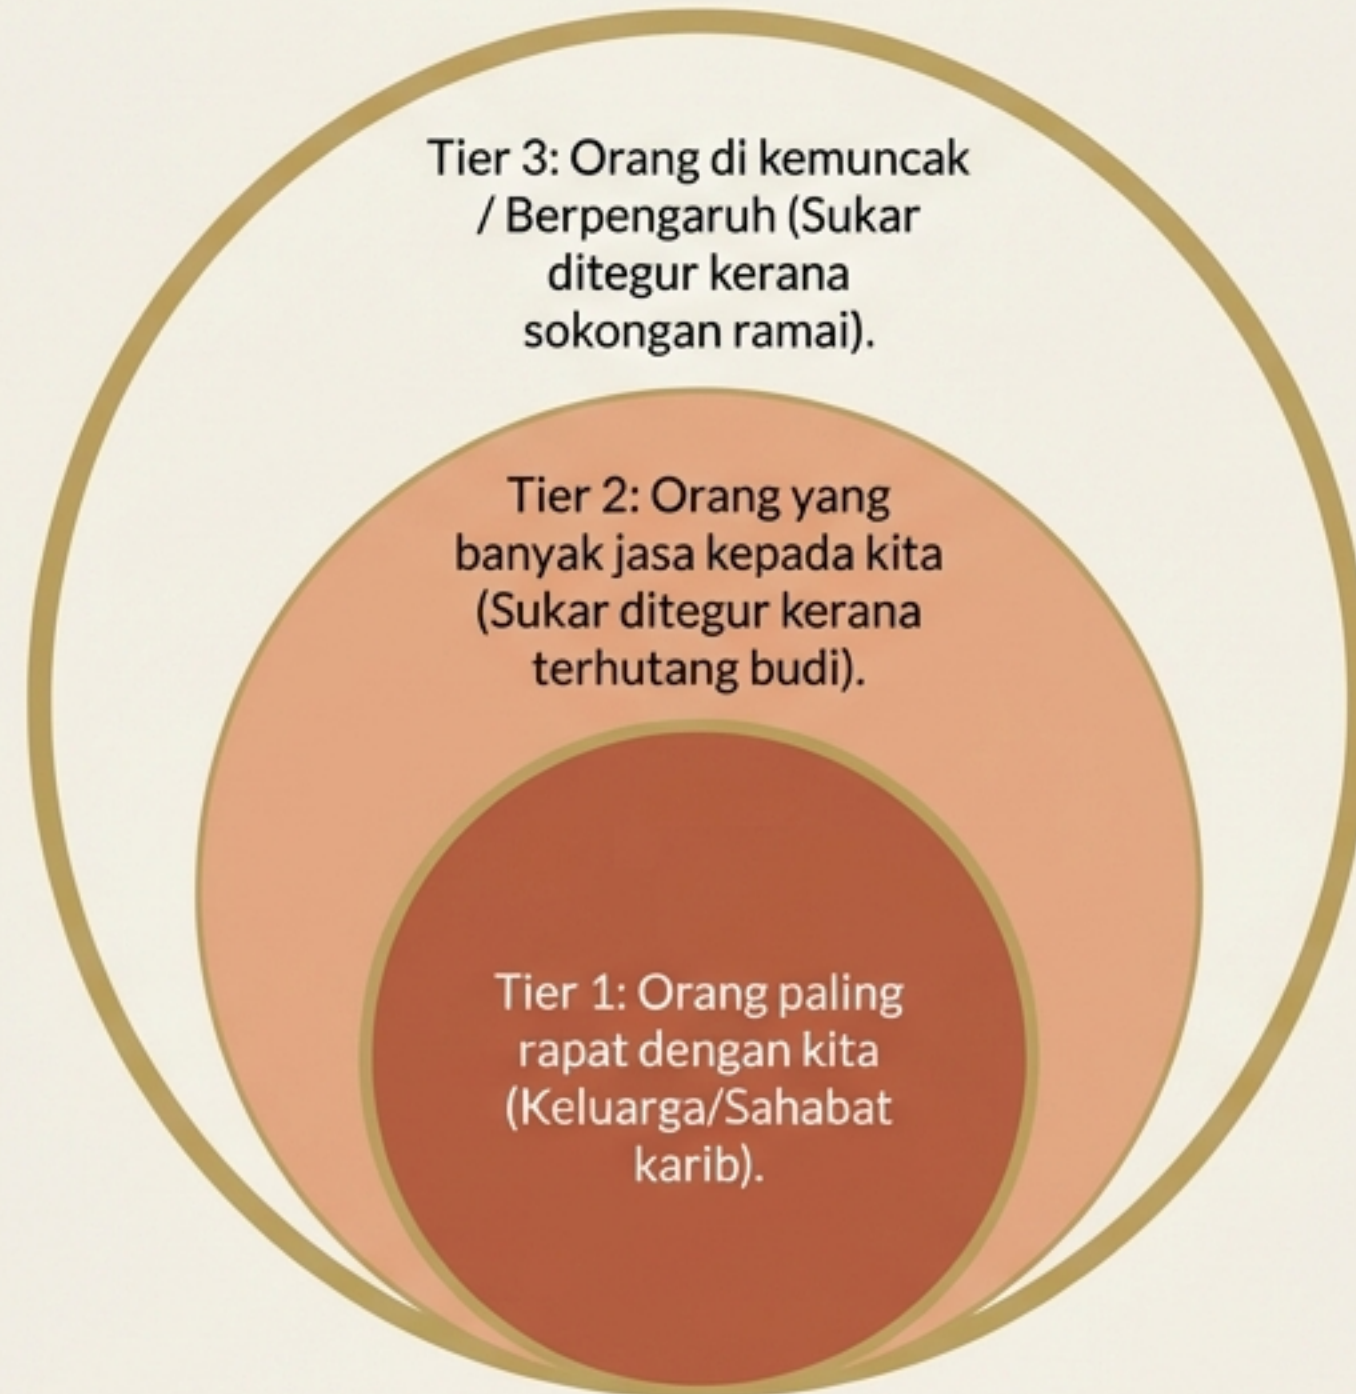 Tier 3: Orang di kemuncak
/ Berpengaruh (Sukar
ditegur kerana
sokongan ramai).
Tier 2: Orang yang
banyak jasa kepada kita
(Sukar ditegur kerana
terhutang budi).
Tier 1: Orang paling
rapat dengan kita
(Keluarga/Sahabat
karib).